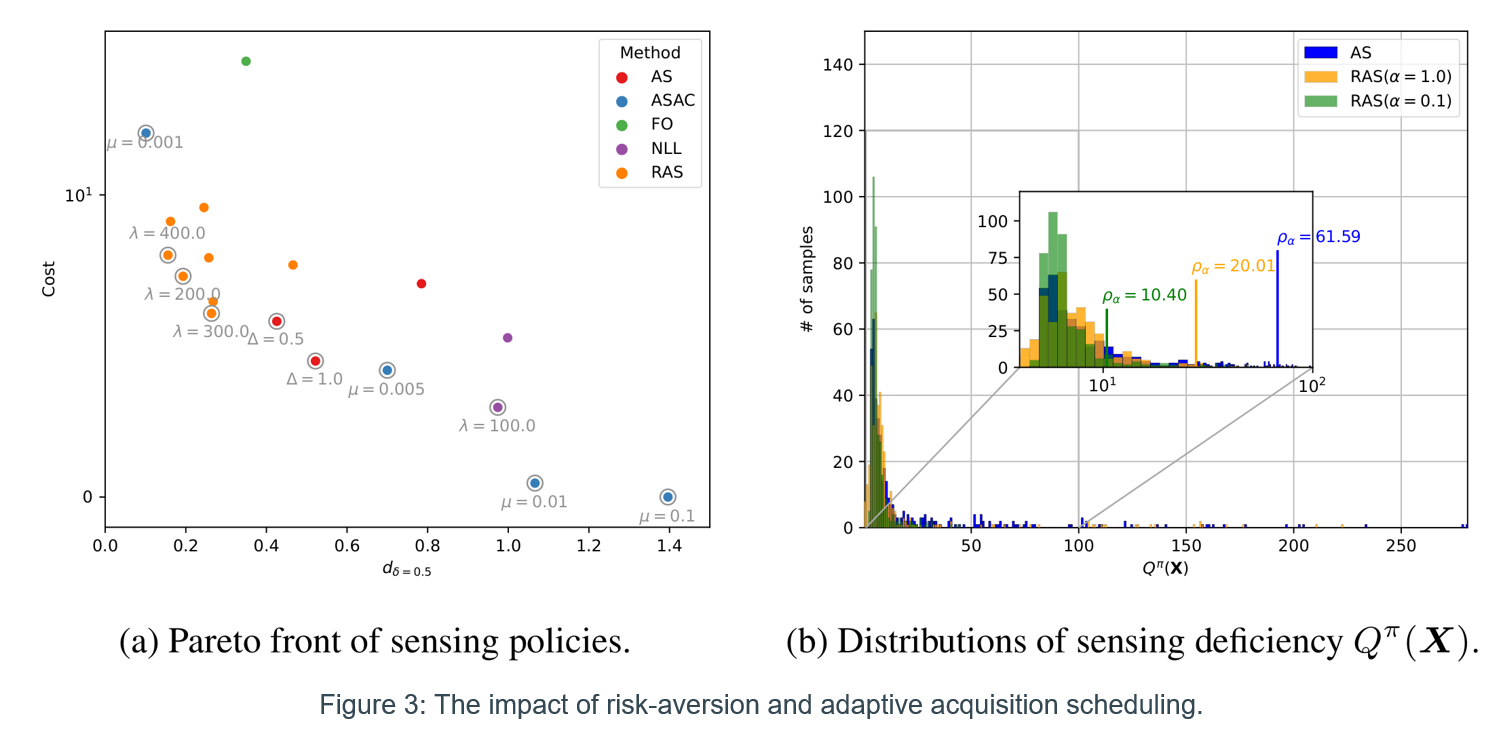 Method
AS
ASAC
FO
NLL
RAS
μ = 0.001
10¹
λ = 400.0
λ = 200.0
λ = 300.0
Δ = 0.5
Δ = 1.0
μ = 0.005
λ = 100.0
μ = 0.01
μ = 0.1
0
Cost
0.0 0.2 0.4 0.6 0.8 1.0 1.2 1.4
d_{δ=0.5}
(a) Pareto front of sensing policies.
AS
RAS(α = 1.0)
RAS(α = 0.1)
140
120
100
80
60
40
20
0
# of samples
100
75
50
25
0
ρ_α = 61.59
ρ_α = 20.01
ρ_α = 10.40
10¹ 10²
50 100 150 200 250
Q^π(X)
(b) Distributions of sensing deficiency Q^π(X).
Figure 3: The impact of risk-aversion and adaptive acquisition scheduling.